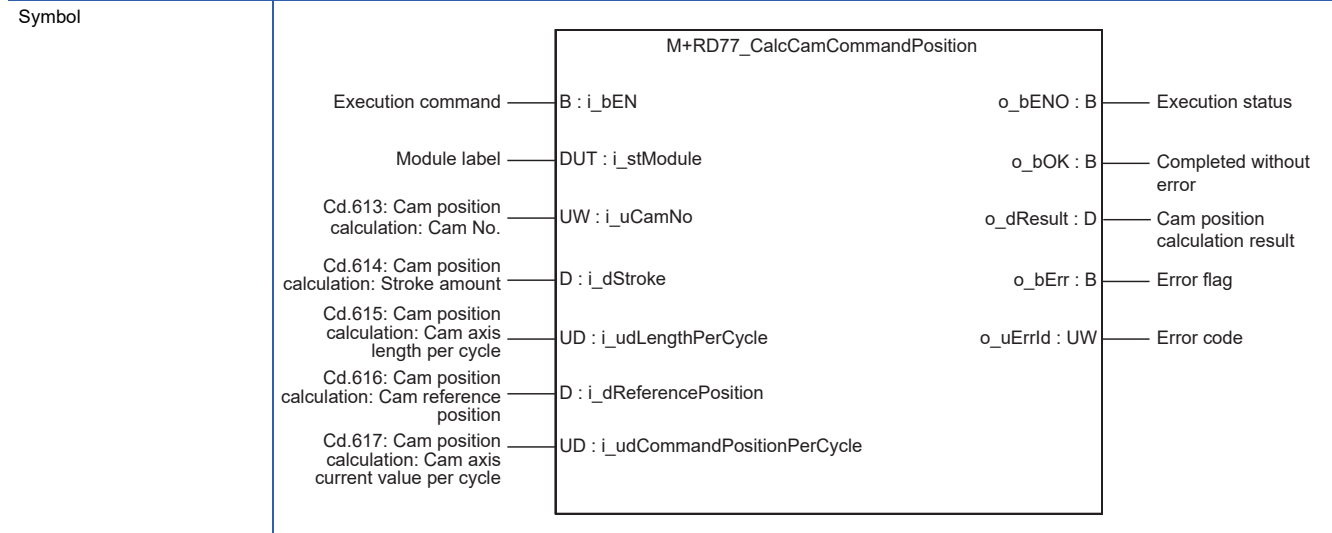 Symbol
M+RD77_CalcCamCommandPosition
Execution command
B : i_bEN
o_bENO : B
Execution status
Module label
DUT : i_stModule
o_bOK : B
Completed without
error
Cd.613: Cam position
calculation: Cam No.
UW : i_uCamNo
o_dResult : D
Cam position
calculation result
Cd.614: Cam position
calculation: Stroke amount
D : i_dStroke
o_bErr : B
Error flag
Cd.615: Cam position
calculation: Cam axis
length per cycle
UD : i_udLengthPerCycle
o_uErrId : UW
Error code
Cd.616: Cam position
calculation: Cam reference
position
D : i_dReferencePosition
Cd.617: Cam position
calculation: Cam axis
current value per cycle
UD : i_udCommandPositionPerCycle